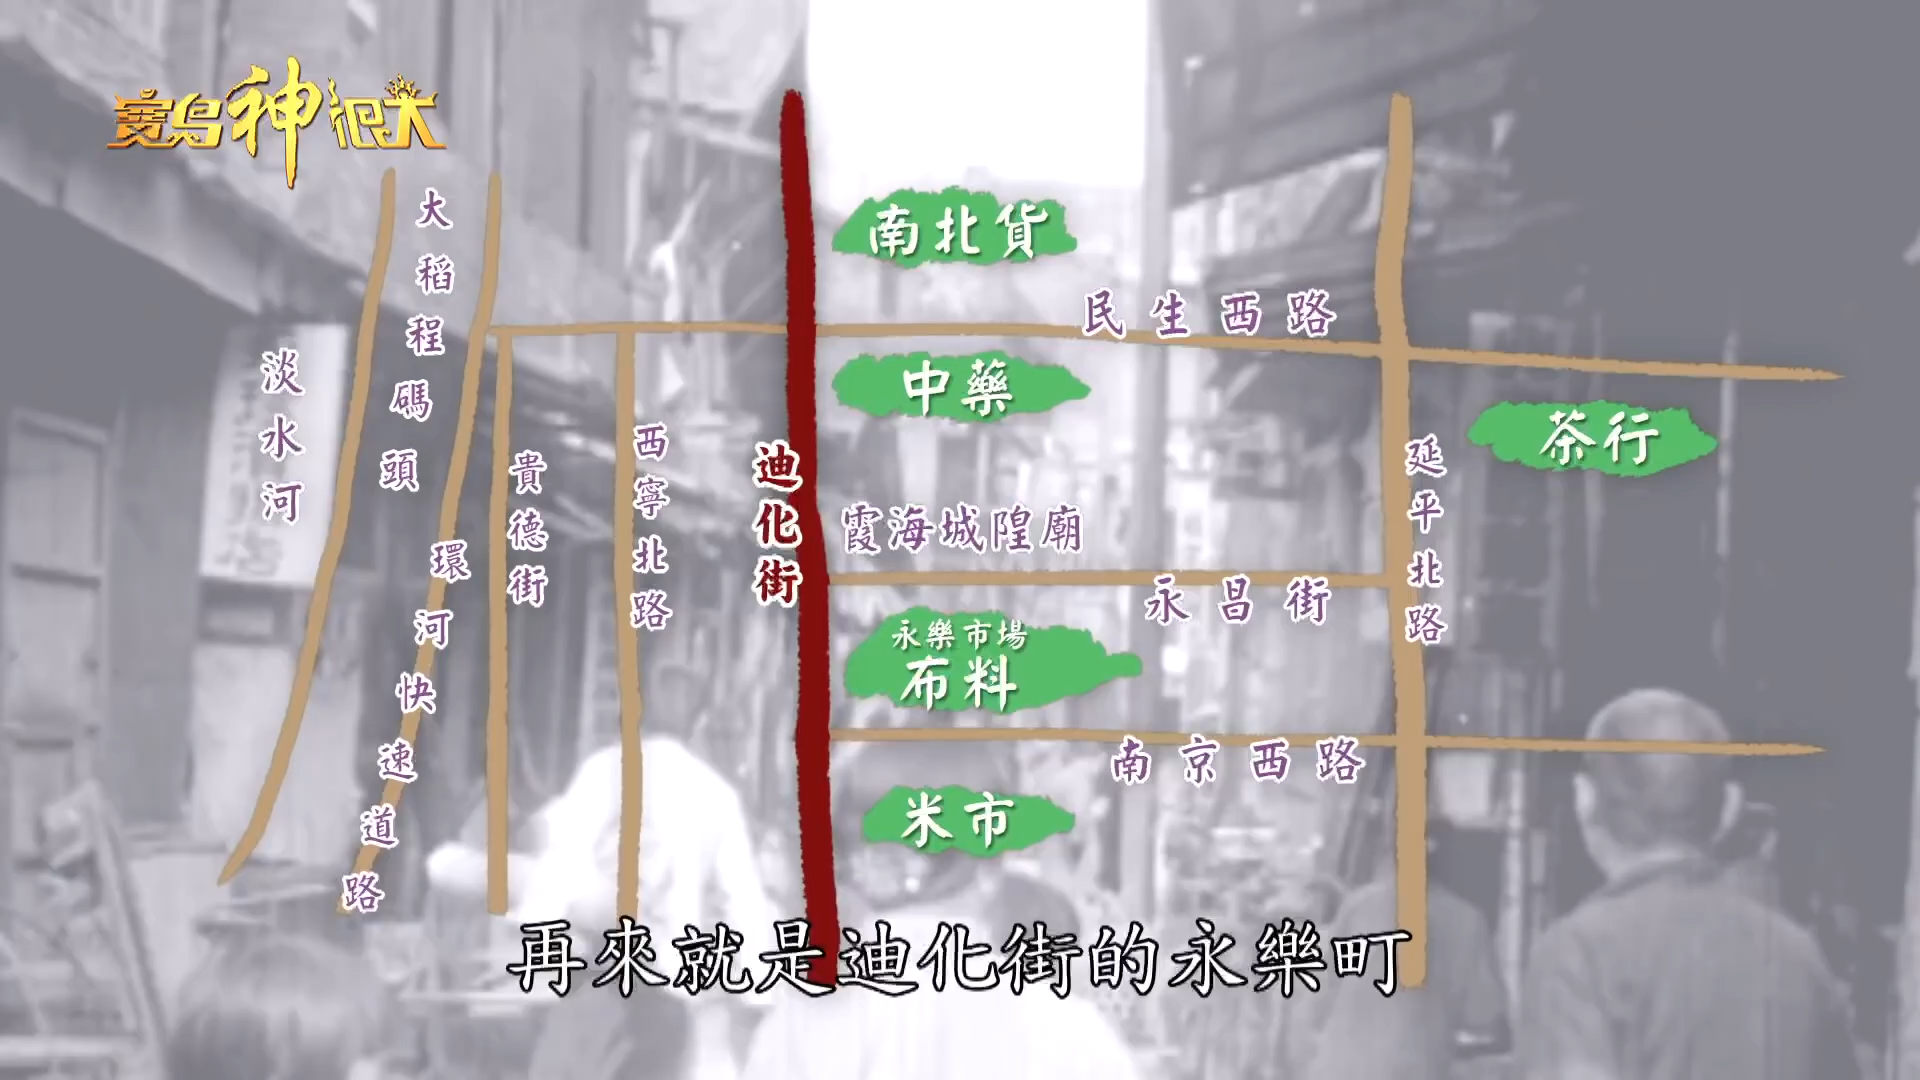 寶島神很大
大稻程碼頭
淡水河
環河快速道路
貴德街
西寧北路
迪化街
南北貨
民生西路
中藥
茶行
延平北路
霞海城隍廟
永昌街
永樂市場
布料
南京西路
米市
再來就是迪化街的永樂町